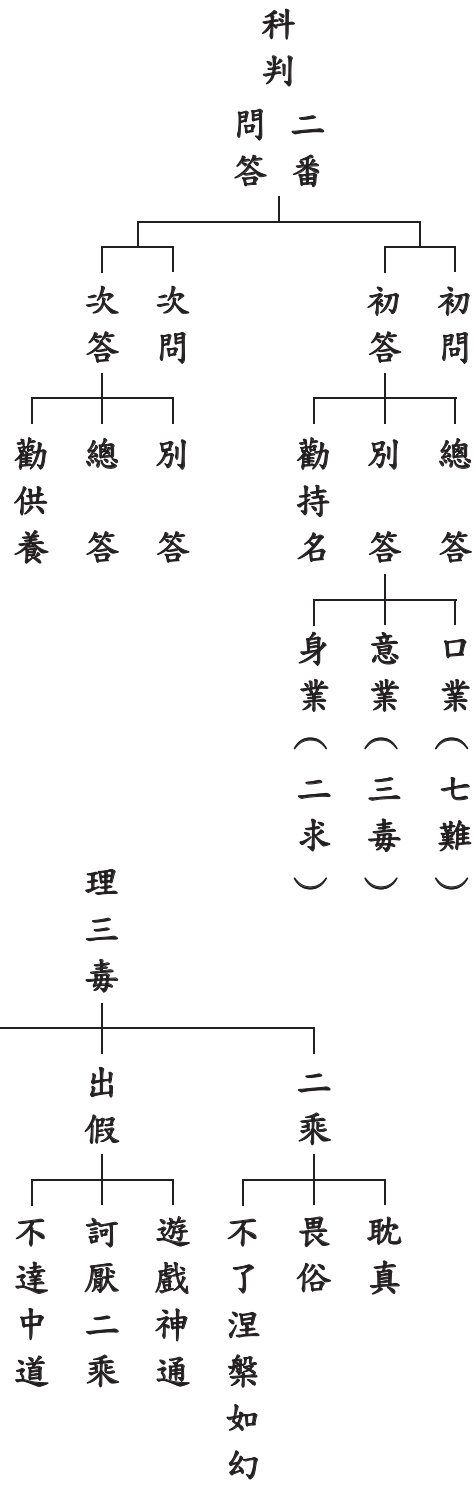 科判
二番
問答
初問
初答
次問
次答
總答
別答
勸持名
別答
總答
勸供養
口業（七難）
意業（三毒）
身業（二求）
理三毒
二乘
出假
耽真
畏俗
不了涅槃如幻
遊戲神通
訶厭二乘
不達中道